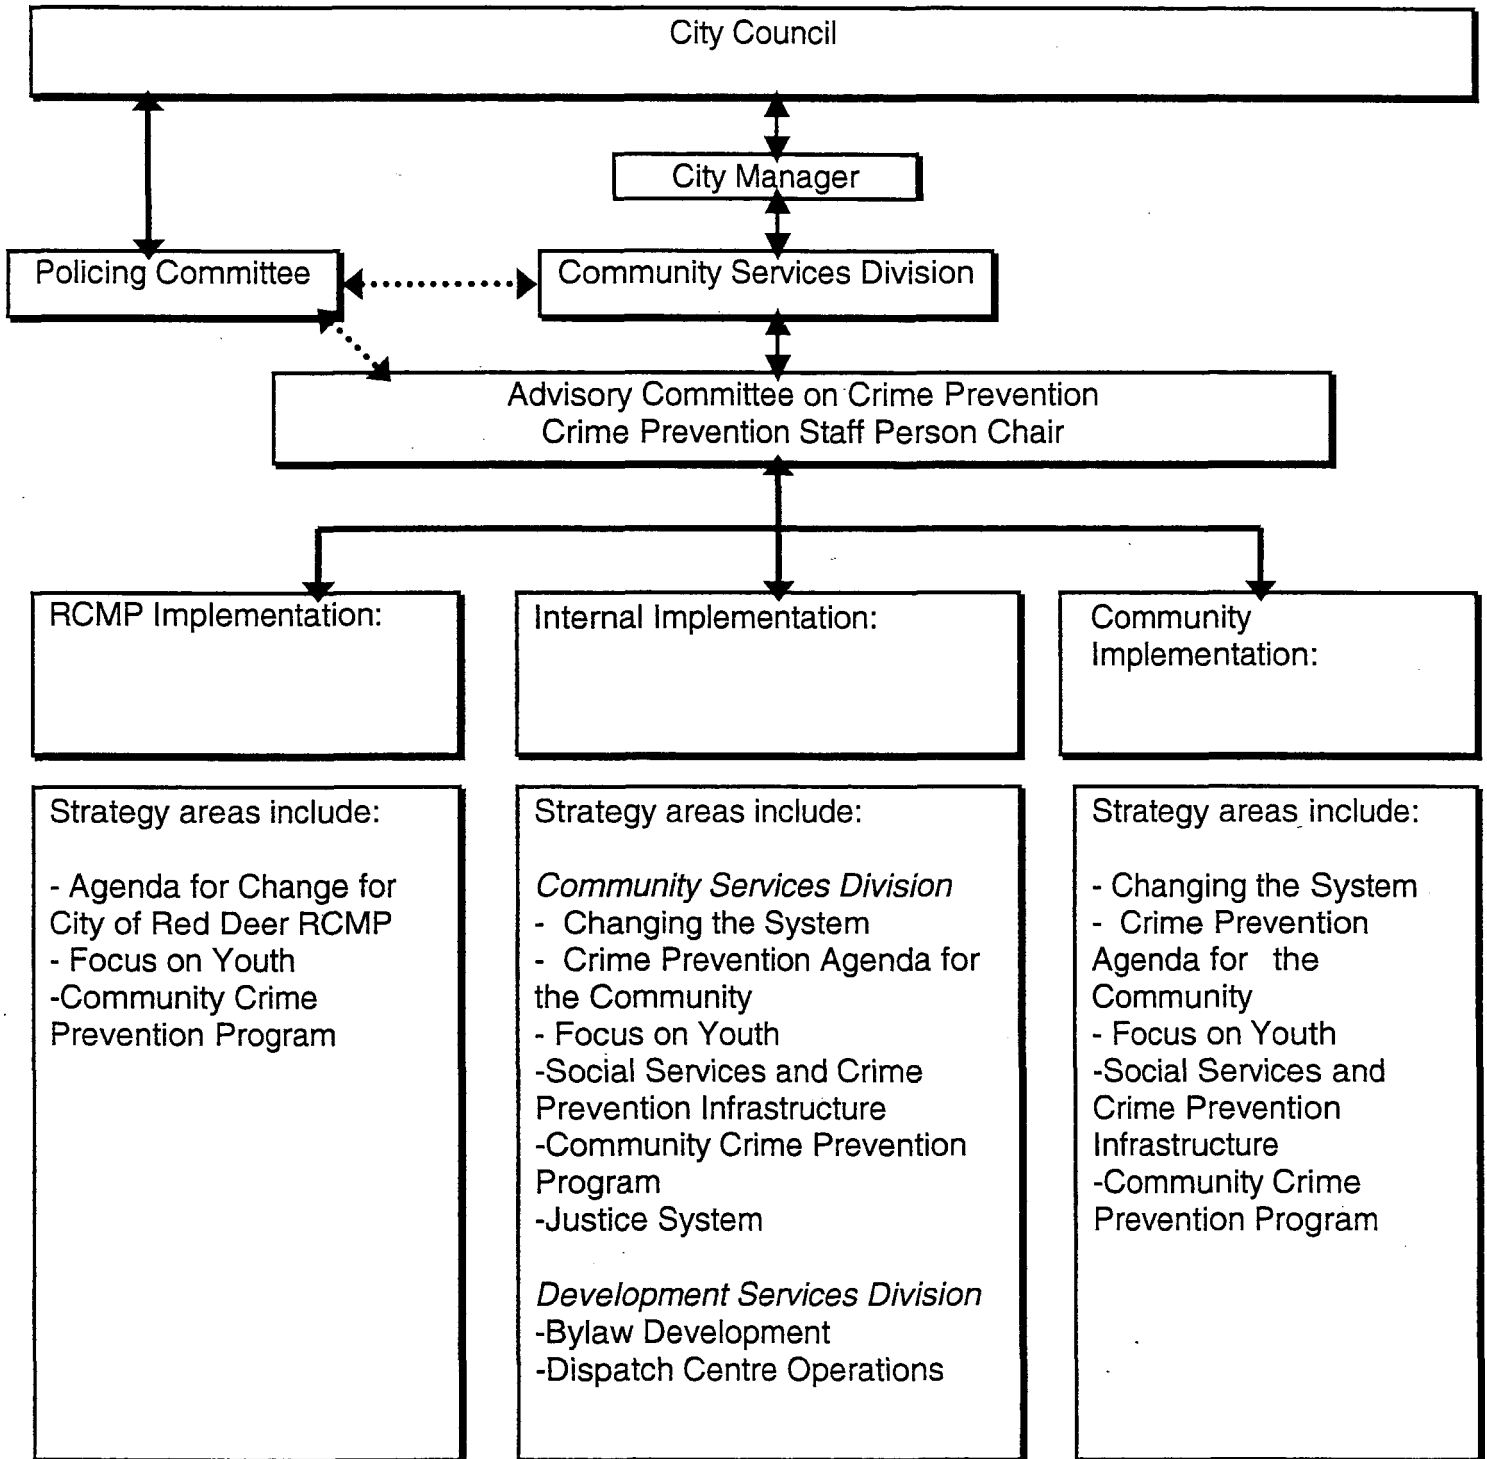 City Council
City Manager
Policing Committee
Community Services Division
Advisory Committee on Crime Prevention
Crime Prevention Staff Person Chair
RCMP Implementation:
Internal Implementation:
Community
Implementation:
Strategy areas include:
- Agenda for Change for
City of Red Deer RCMP
- Focus on Youth
-Community Crime
Prevention Program
Strategy areas include:
Community Services Division
- Changing the System
- Crime Prevention Agenda for
the Community
- Focus on Youth
-Social Services and Crime
Prevention Infrastructure
-Community Crime Prevention
Program
-Justice System
Development Services Division
-Bylaw Development
-Dispatch Centre Operations
Strategy areas include:
- Changing the System
- Crime Prevention
Agenda for the
Community
- Focus on Youth
-Social Services and
Crime Prevention
Infrastructure
-Community Crime
Prevention Program